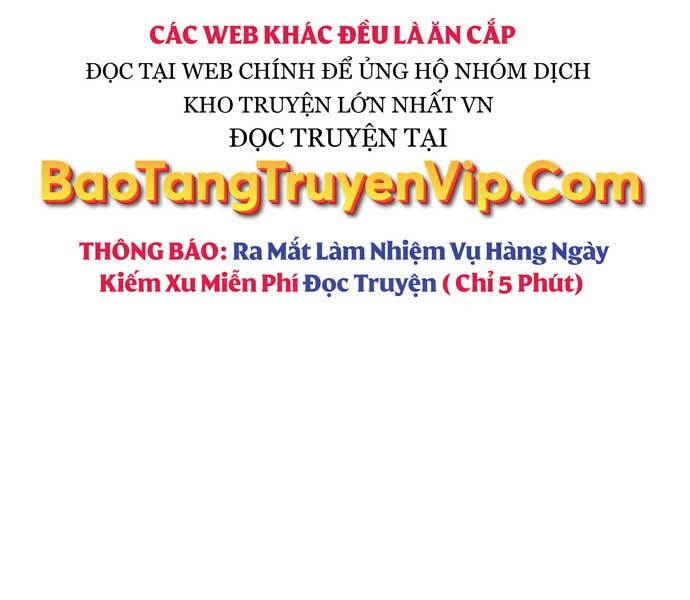 CÁC WEB KHÁC ĐỀU LÀ ĂN CẮP
ĐỌC TẠI WEB CHÍNH ĐỂ ỦNG HỘ NHÓM DỊCH
KHO TRUYỆN LỚN NHẤT VN
ĐỌC TRUYỆN TẠI
BaoTangTruyenVip.Com
THÔNG BÁO: Ra Mắt Làm Nhiệm Vụ Hàng Ngày
Kiếm Xu Miễn Phí Đọc Truyện ( Chỉ 5 Phút)